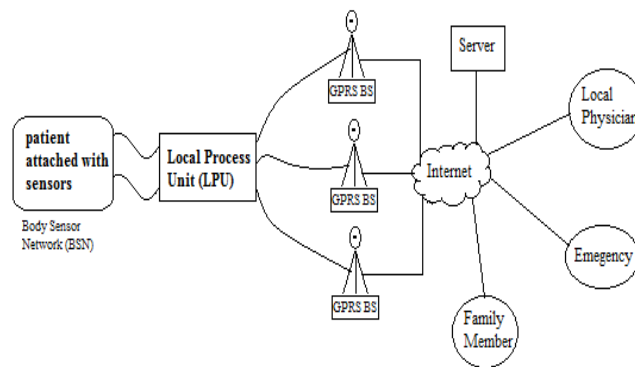 patient
attached with
sensors
Body Sensor
Network (BSN)
Local Process
Unit (LPU)
GPRS BS
GPRS BS
GPRS BS
Server
Internet
Local
Physician
Emegency
Family
Member